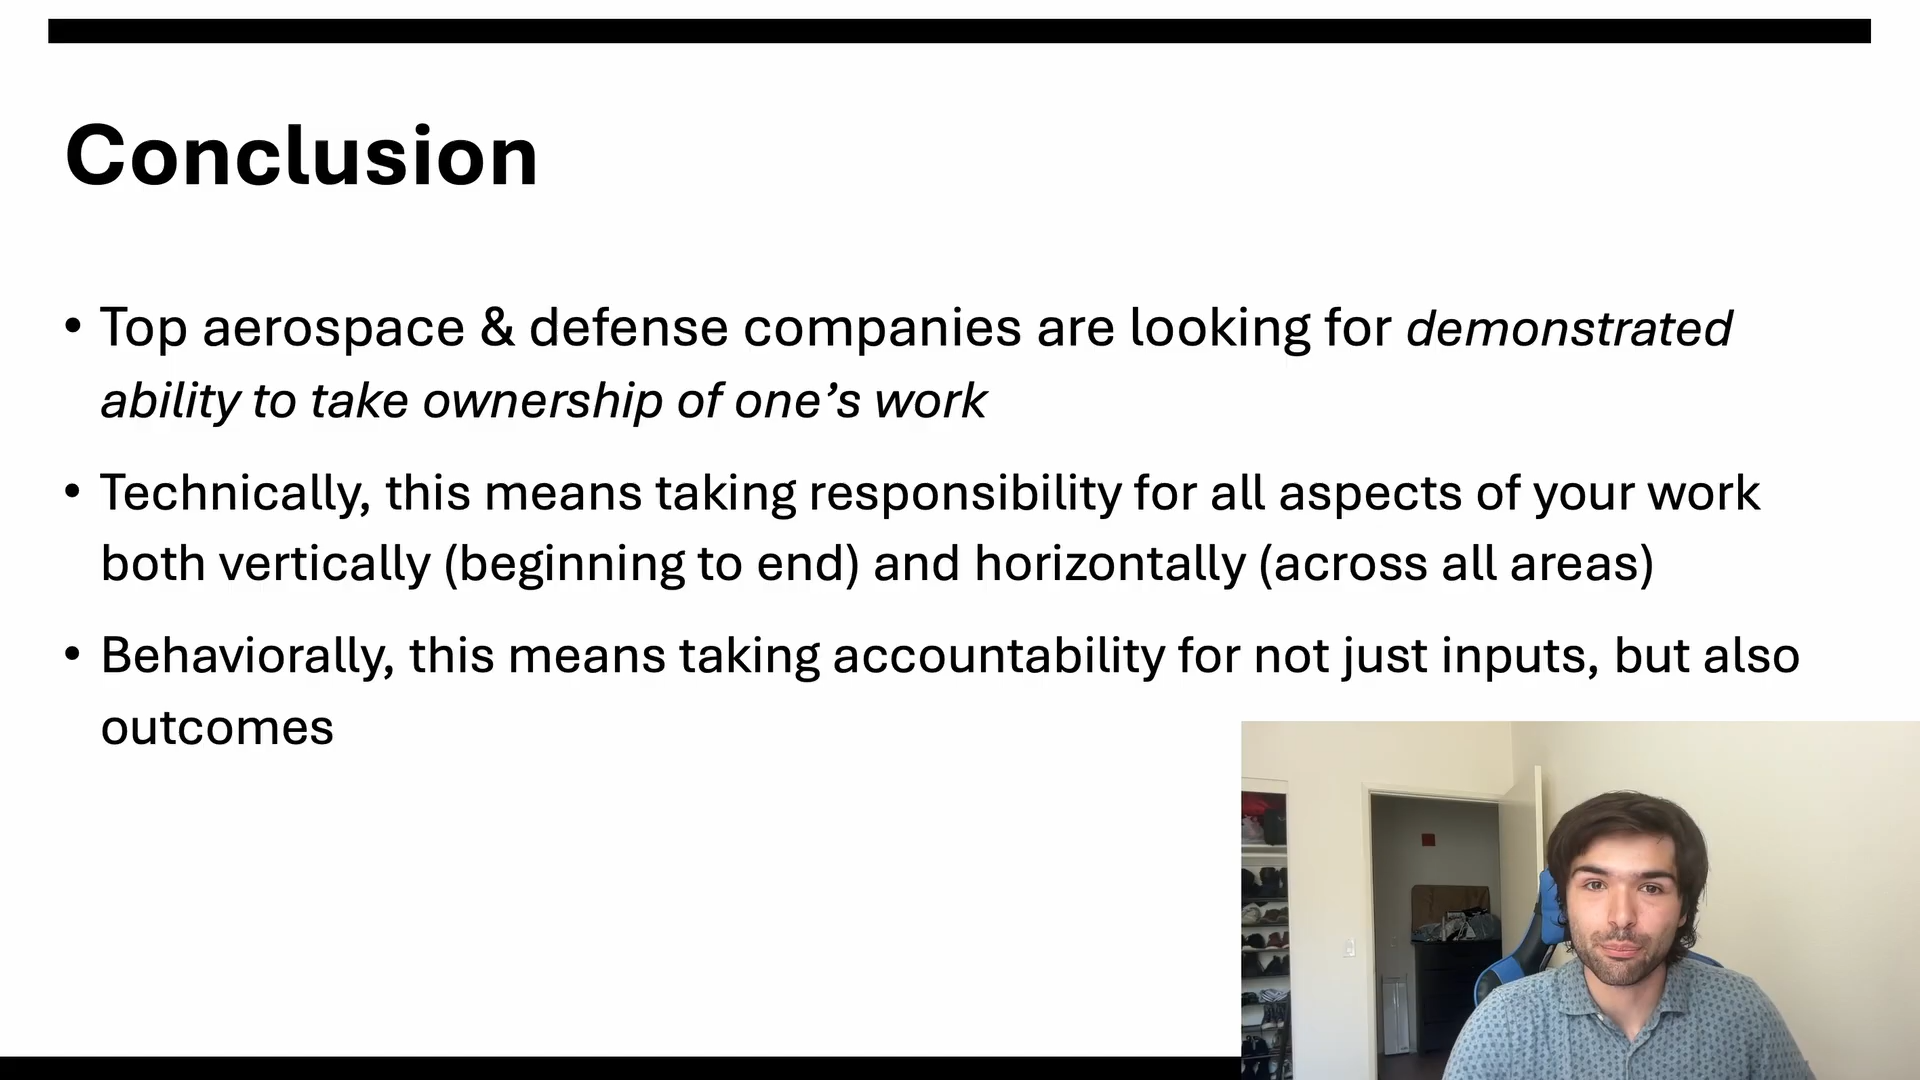 Conclusion
• Top aerospace & defense companies are looking for demonstrated
ability to take ownership of one’s work
• Technically, this means taking responsibility for all aspects of your work
both vertically (beginning to end) and horizontally (across all areas)
• Behaviorally, this means taking accountability for not just inputs, but also
outcomes